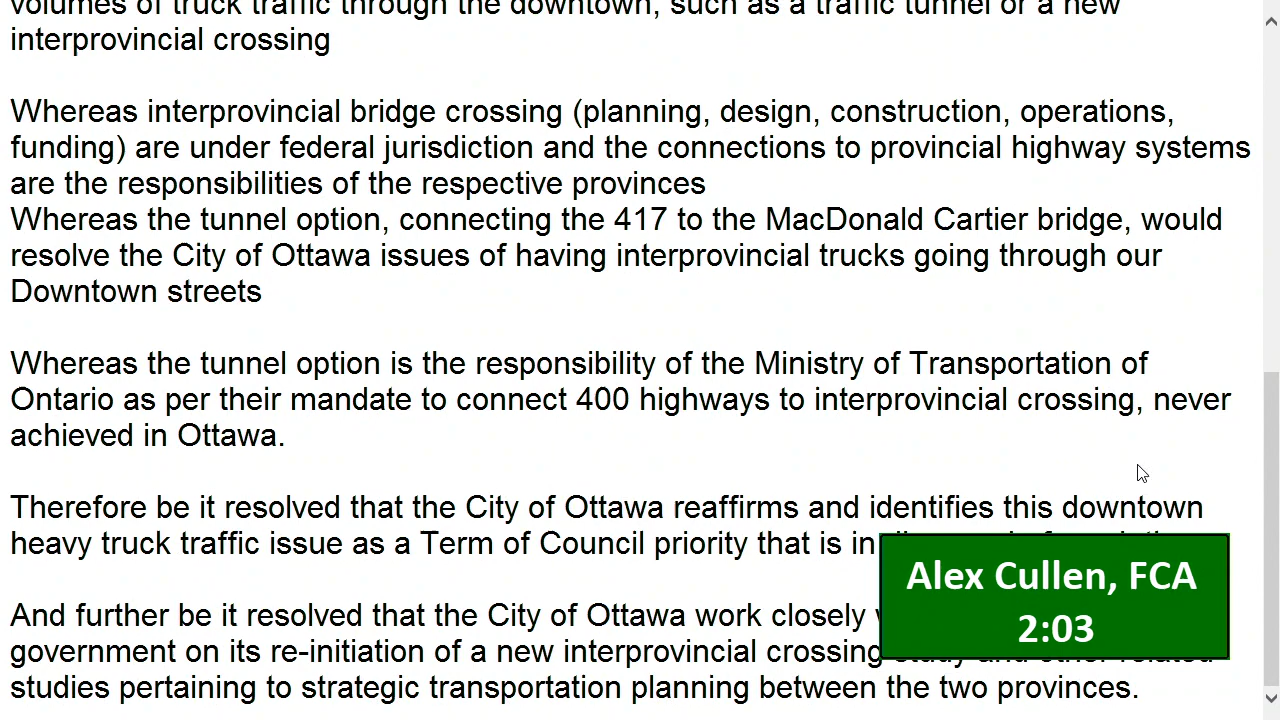 volumes of truck traffic through the downtown, such as a traffic tunnel or a new
interprovincial crossing
Whereas interprovincial bridge crossing (planning, design, construction, operations,
funding) are under federal jurisdiction and the connections to provincial highway systems
are the responsibilities of the respective provinces
Whereas the tunnel option, connecting the 417 to the MacDonald Cartier bridge, would
resolve the City of Ottawa issues of having interprovincial trucks going through our
Downtown streets
Whereas the tunnel option is the responsibility of the Ministry of Transportation of
Ontario as per their mandate to connect 400 highways to interprovincial crossing, never
achieved in Ottawa.
Therefore be it resolved that the City of Ottawa reaffirms and identifies this downtown
heavy truck traffic issue as a Term of Council priority that is in
And further be it resolved that the City of Ottawa work closely
government on its re-initiation of a new interprovincial crossing study and other related
studies pertaining to strategic transportation planning between the two provinces.
Alex Cullen, FCA
2:03